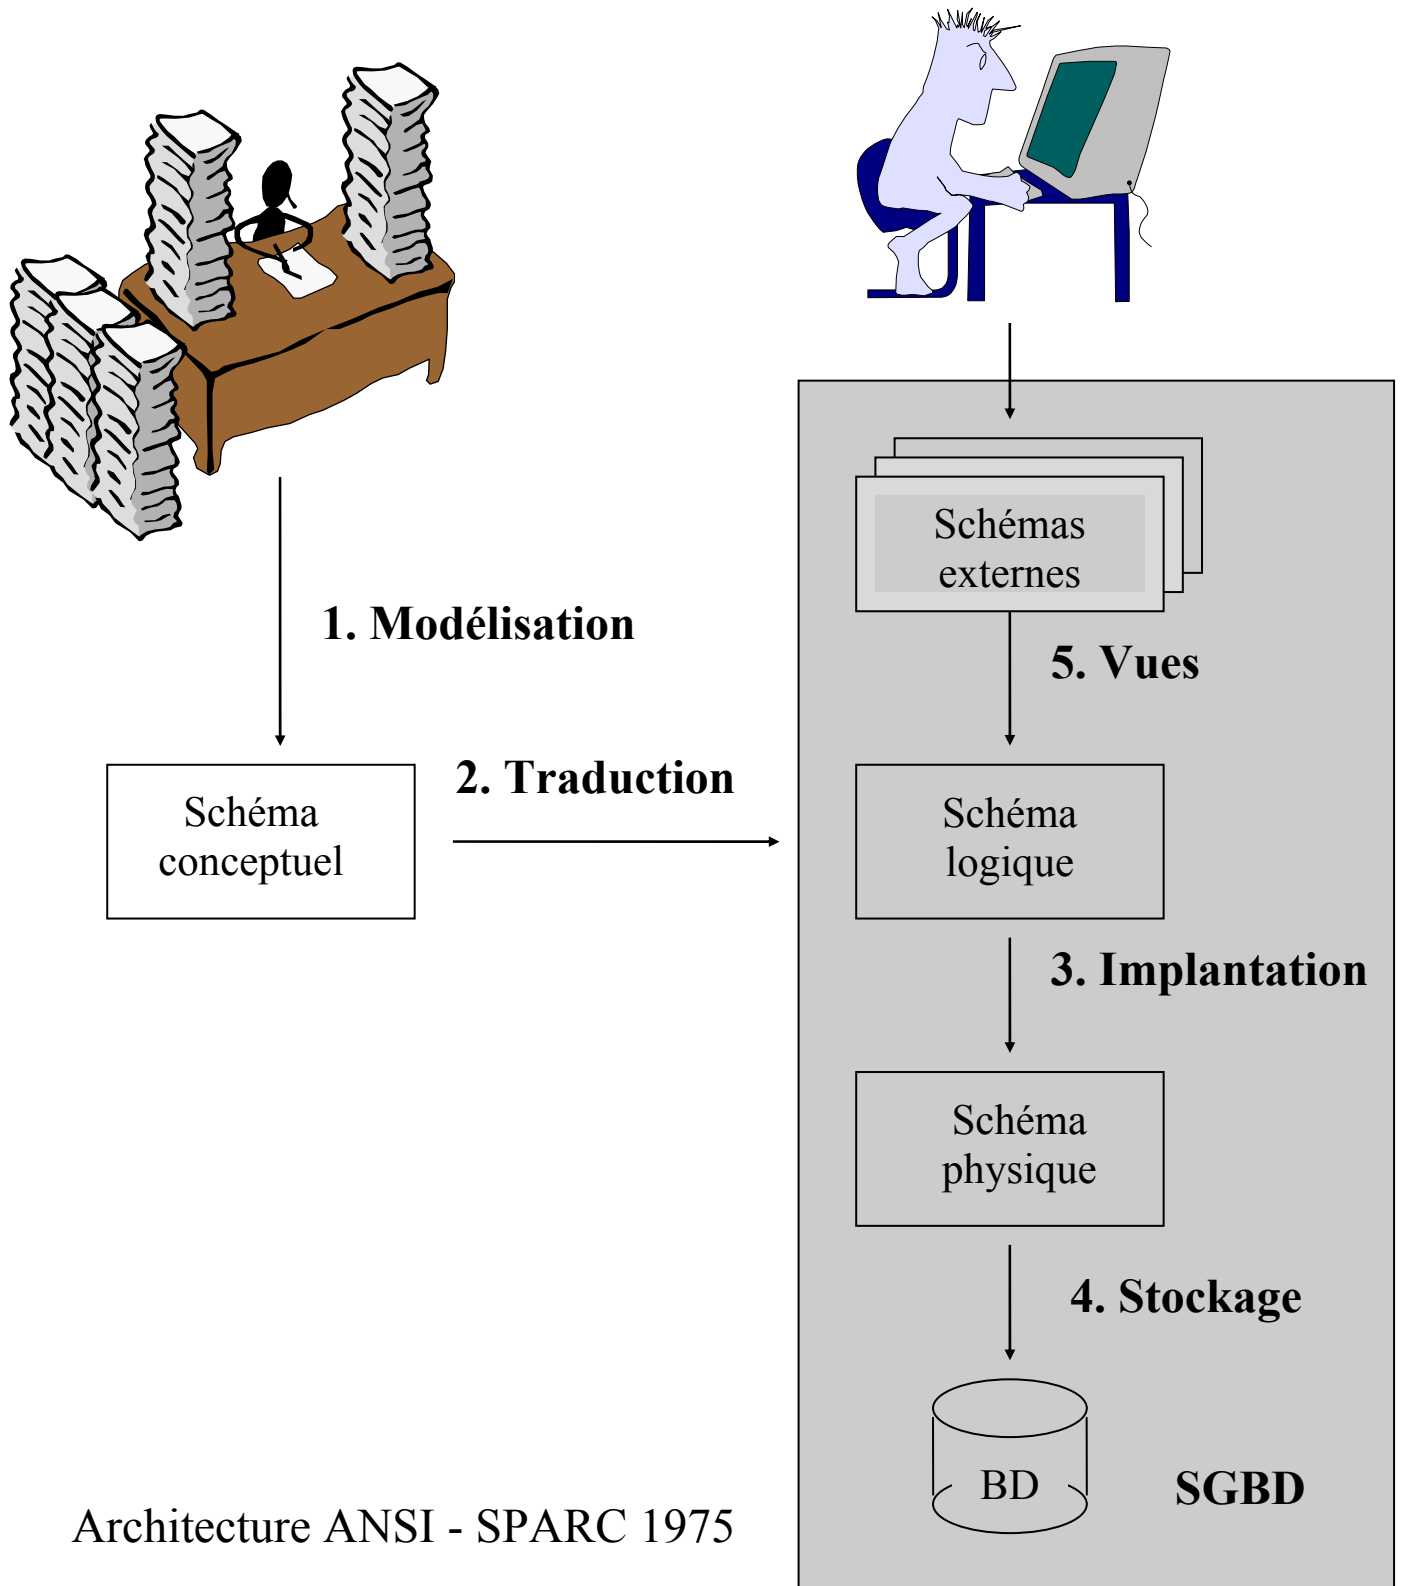 Schémas
externes
1. Modélisation
5. Vues
2. Traduction
Schéma
conceptuel
Schéma
logique
3. Implantation
Schéma
physique
4. Stockage
BD
SGBD
Architecture ANSI - SPARC 1975